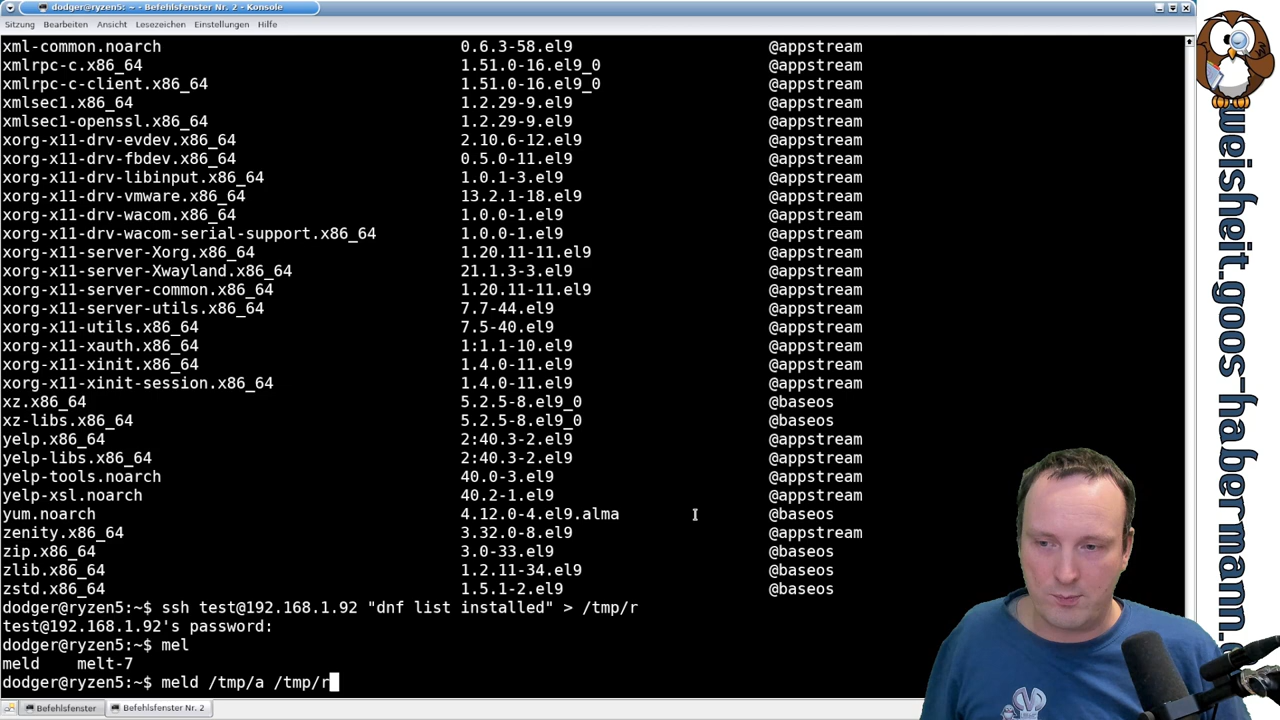 dodger@ryzen5: ~ - Befehlsfenster Nr. 2 - Konsole
Sitzung Bearbeiten Ansicht Lesezeichen Einstellungen Hilfe
xml-common.noarch 0.6.3-58.el9 @appstream
xmlrpc-c.x86_64 1.51.0-16.el9_0 @appstream
xmlrpc-c-client.x86_64 1.51.0-16.el9_0 @appstream
xmlsec1.x86_64 1.2.29-9.el9 @appstream
xmlsec1-openssl.x86_64 1.2.29-9.el9 @appstream
xorg-x11-drv-evdev.x86_64 2.10.6-12.el9 @appstream
xorg-x11-drv-fbdev.x86_64 0.5.0-11.el9 @appstream
xorg-x11-drv-libinput.x86_64 1.0.1-3.el9 @appstream
xorg-x11-drv-vmware.x86_64 13.2.1-18.el9 @appstream
xorg-x11-drv-wacom.x86_64 1.0.0-1.el9 @appstream
xorg-x11-drv-wacom-serial-support.x86_64 1.0.0-1.el9 @appstream
xorg-x11-server-Xorg.x86_64 1.20.11-11.el9 @appstream
xorg-x11-server-Xwayland.x86_64 21.1.3-3.el9 @appstream
xorg-x11-server-common.x86_64 1.20.11-11.el9 @appstream
xorg-x11-server-utils.x86_64 7.7-44.el9 @appstream
xorg-x11-utils.x86_64 7.5-40.el9 @appstream
xorg-x11-xauth.x86_64 1:1.1-10.el9 @appstream
xorg-x11-xinit.x86_64 1.4.0-11.el9 @appstream
xorg-x11-xinit-session.x86_64 1.4.0-11.el9 @appstream
xz.x86_64 5.2.5-8.el9_0 @baseos
xz-libs.x86_64 5.2.5-8.el9_0 @baseos
yelp.x86_64 2:40.3-2.el9 @appstream
yelp-libs.x86_64 2:40.3-2.el9 @appstream
yelp-tools.noarch 40.0-3.el9 @appstream
yelp-xsl.noarch 40.2-1.el9 @appstream
yum.noarch 4.12.0-4.el9.alma @baseos
zenity.x86_64 3.32.0-8.el9 @appstream
zip.x86_64 3.0-33.el9 @baseos
zlib.x86_64 1.2.11-34.el9 @baseos
zstd.x86_64 1.5.1-2.el9 @baseos
dodger@ryzen5:~$ ssh test@192.168.1.92 "dnf list installed" > /tmp/r
test@192.168.1.92's password:
dodger@ryzen5:~$ mel
meld melt-7
dodger@ryzen5:~$ meld /tmp/a /tmp/r
Befehlsfenster Befehlsfenster Nr. 2
weisheit.goos-habermann.